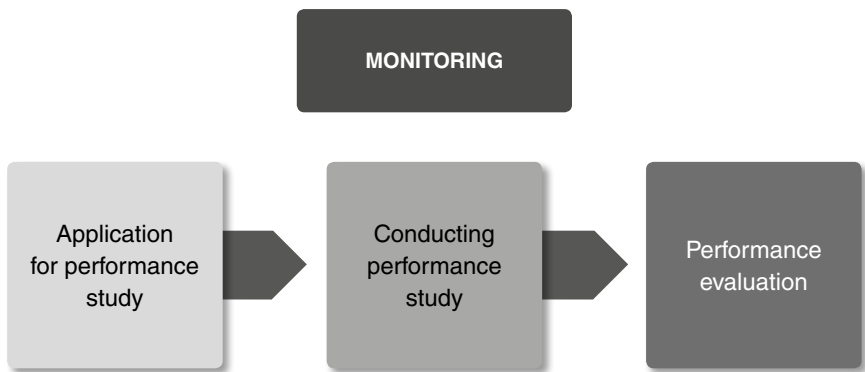 MONITORING
Application
for performance
study
Conducting
performance
study
Performance
evaluation